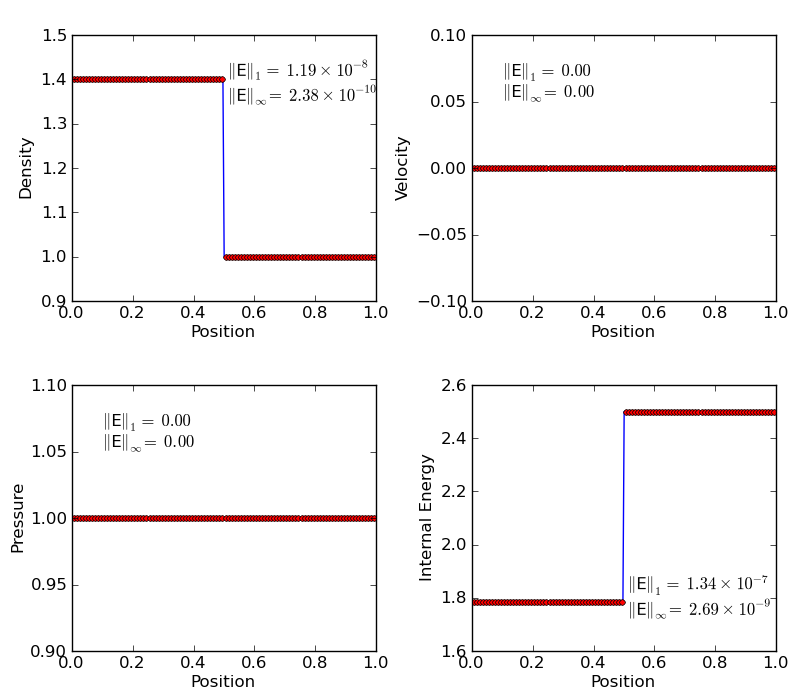 1.5
1.4
1.3
1.2
1.1
1.0
0.9
Density
‖E‖₁ = 1.19 × 10⁻⁸
‖E‖∞ = 2.38 × 10⁻¹⁰
0.0 0.2 0.4 0.6 0.8 1.0
Position
0.10
0.05
0.00
−0.05
−0.10
Velocity
‖E‖₁ = 0.00
‖E‖∞ = 0.00
0.0 0.2 0.4 0.6 0.8 1.0
Position
1.10
1.05
1.00
0.95
0.90
Pressure
‖E‖₁ = 0.00
‖E‖∞ = 0.00
0.0 0.2 0.4 0.6 0.8 1.0
Position
2.6
2.4
2.2
2.0
1.8
1.6
Internal Energy
‖E‖₁ = 1.34 × 10⁻⁷
‖E‖∞ = 2.69 × 10⁻⁹
0.0 0.2 0.4 0.6 0.8 1.0
Position